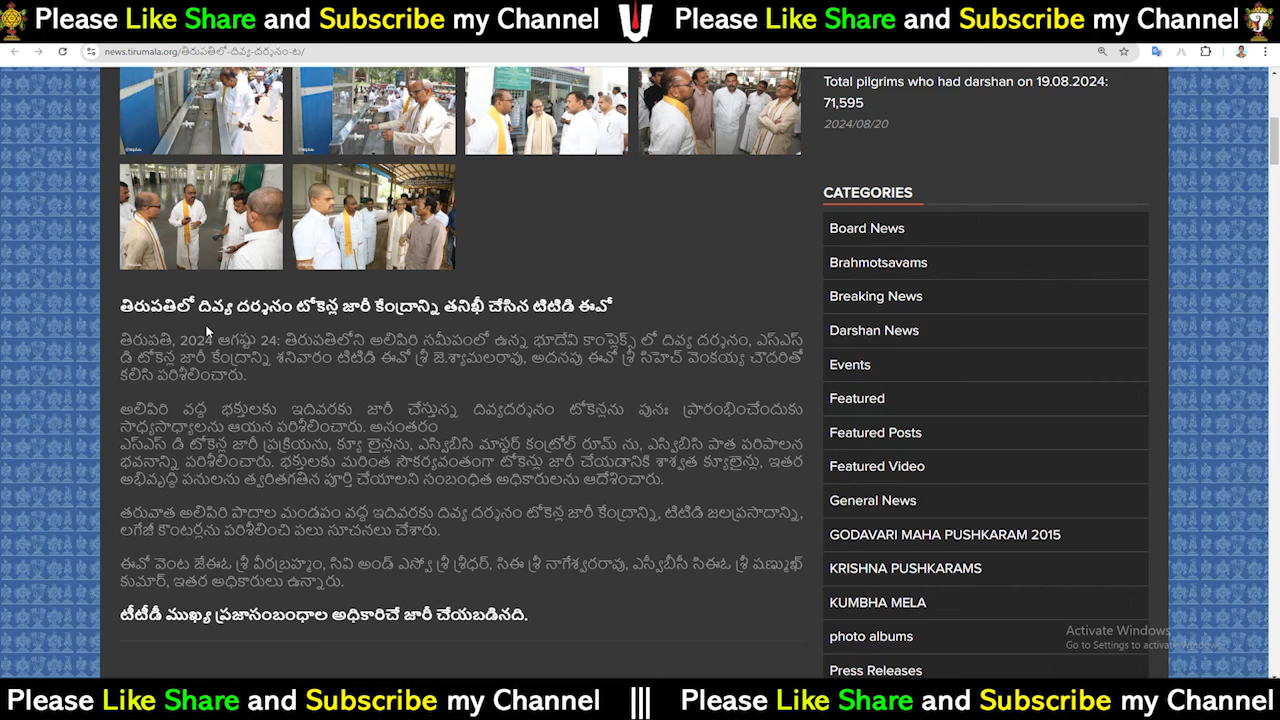 Please Like Share and Subscribe my Channel
Please Like Share and Subscribe my Channel
news.tirumala.org/తిరుపతిలో-దివ్య-దర్శనం-ట/
Total pilgrims who had darshan on 19.08.2024:
71,595
2024/08/20
CATEGORIES
Board News
Brahmotsavams
Breaking News
Darshan News
Events
Featured
Featured Posts
Featured Video
General News
GODAVARI MAHA PUSHKARAM 2015
KRISHNA PUSHKARAMS
KUMBHA MELA
photo albums
Press Releases
తిరుపతిలో దివ్య దర్శనం టోకెన్ల జారీ కేంద్రాన్ని తనిఖీ చేసిన టిటిడి ఈవో
తిరుపతి, 2024 ఆగష్టు 24: తిరుపతిలోని అలిపిరి సమీపంలో ఉన్న భూదేవి కాంప్లెక్స్ లో దివ్య దర్శనం, ఎస్ఎస్
డి టోకెన్ల జారీ కేంద్రాన్ని శనివారం టిటిడి ఈవో శ్రీ జె.శ్యామలరావు, అదనపు ఈవో శ్రీ సిహెచ్ వెంకయ్య చౌదరితో
కలిసి పరిశీలించారు.
అలిపిరి వద్ద భక్తులకు ఇదివరకు జారీ చేస్తున్న దివ్యదర్శనం టోకెన్లను పునః ప్రారంభించేందుకు
సాధ్యసాధ్యాలను ఆయన పరిశీలించారు. అనంతరం
ఎస్ఎస్ డి టోకెన్ల జారీ ప్రక్రియను, క్యూ లైన్లను, ఎస్వీబిసి మాస్టర్ కంట్రోల్ రూమ్ ను, ఎస్వీబిసి పాత పరిపాలన
భవనాన్ని పరిశీలించారు. భక్తులకు మరింత సౌకర్యవంతంగా టోకెన్లు జారీ చేయడానికి శాశ్వత క్యూలైన్లు, ఇతర
అభివృద్ధి పనులను త్వరితగతిన పూర్తి చేయాలని సంబంధిత అధికారులను ఆదేశించారు.
తరువాత అలిపిరి పాదాల మండపం వద్ద ఇదివరకు దివ్య దర్శనం టోకెన్ల జారీ కేంద్రాన్ని, టిటిడి జలప్రసాదాన్ని,
లగేజీ కౌంటర్లను పరిశీలించి పలు సూచనలు చేశారు.
ఈవో వెంట జేఈఓ శ్రీ వీరబ్రహ్మం, సివి అండ్ ఎస్వో శ్రీ శ్రీధర్, సిఈ శ్రీ నాగేశ్వరరావు, ఎస్వీబీసీ సిఈఓ శ్రీ షణ్ముఖ్
కుమార్, ఇతర అధికారులు ఉన్నారు.
టీటీడీ ముఖ్య ప్రజాసంబంధాల అధికారిచే జారీ చేయబడినది.
Activate Windows
Go to Settings to activate Windows.
Please Like Share and Subscribe my Channel ||| Please Like Share and Subscribe my Channel